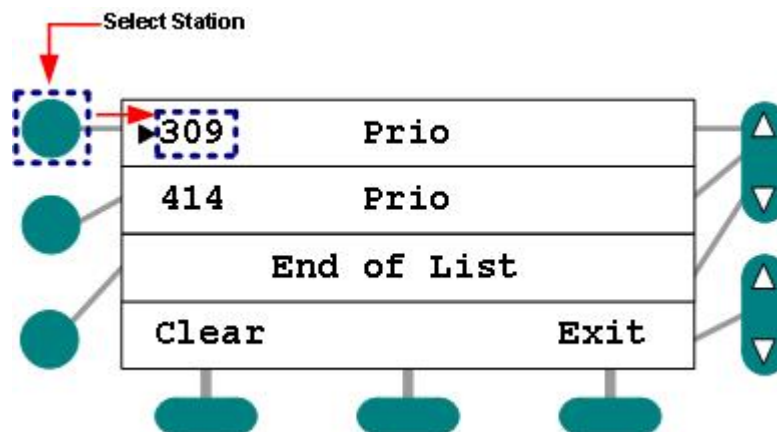 Select Station
▶309 Prio
414 Prio
End of List
Clear Exit